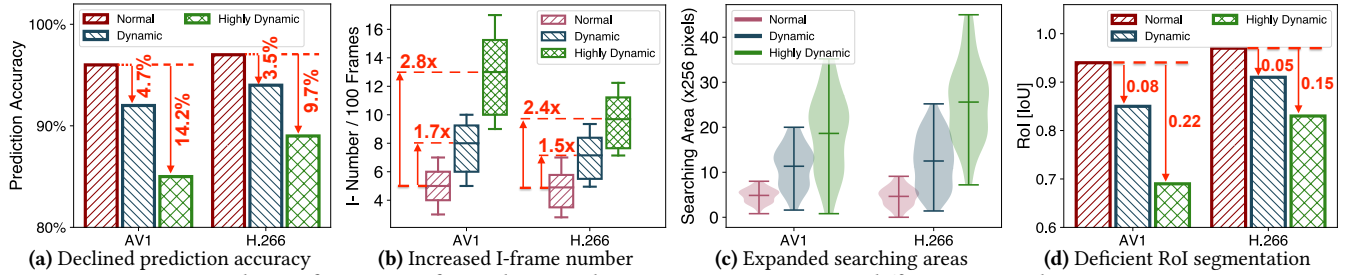 Prediction Accuracy
100%
90%
80%
Normal
Dynamic
Highly Dynamic
4.7%
14.2%
3.5%
9.7%
AV1
H.266
(a) Declined prediction accuracy
I- Number / 100 Frames
16
14
12
10
8
6
4
Normal
Dynamic
Highly Dynamic
2.8x
1.7x
2.4x
1.5x
AV1
H.266
(b) Increased I-frame number
Searching Area (x256 pixels)
40
30
20
10
0
Normal
Dynamic
Highly Dynamic
AV1
H.266
(c) Expanded searching areas
RoI [IoU]
1.0
0.9
0.8
0.7
0.6
Normal
Dynamic
Highly Dynamic
0.08
0.22
0.05
0.15
AV1
H.266
(d) Deficient RoI segmentation